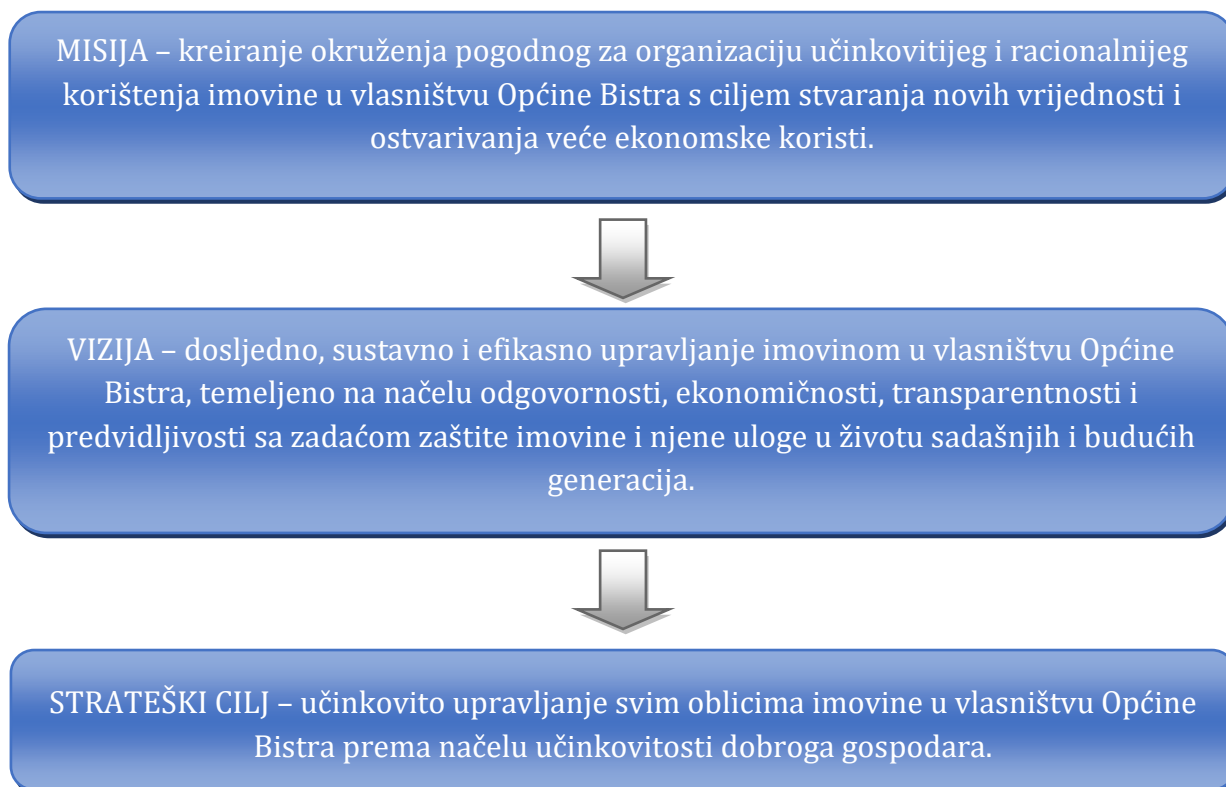 MISIJA – kreiranje okruženja pogodnog za organizaciju učinkovitijeg i racionalnijeg
korištenja imovine u vlasništvu Općine Bistra s ciljem stvaranja novih vrijednosti i
ostvarivanja veće ekonomske koristi.
VIZIJA – dosljedno, sustavno i efikasno upravljanje imovinom u vlasništvu Općine
Bistra, temeljeno na načelu odgovornosti, ekonomičnosti, transparentnosti i
predvidljivosti sa zadaćom zaštite imovine i njene uloge u životu sadašnjih i budućih
generacija.
STRATEŠKI CILJ – učinkovito upravljanje svim oblicima imovine u vlasništvu Općine
Bistra prema načelu učinkovitosti dobroga gospodara.